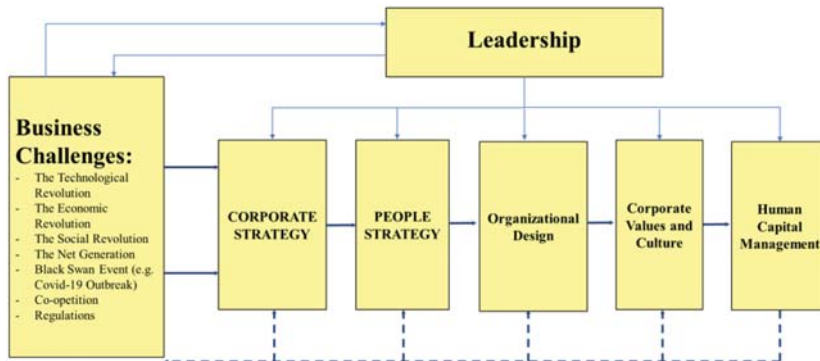 Leadership
Business
Challenges:
- The Technological
Revolution
- The Economic
Revolution
- The Social Revolution
- The Net Generation
- Black Swan Event (e.g.
Covid-19 Outbreak)
- Co-opetition
- Regulations
CORPORATE
STRATEGY
PEOPLE
STRATEGY
Organizational
Design
Corporate
Values and
Culture
Human
Capital
Management